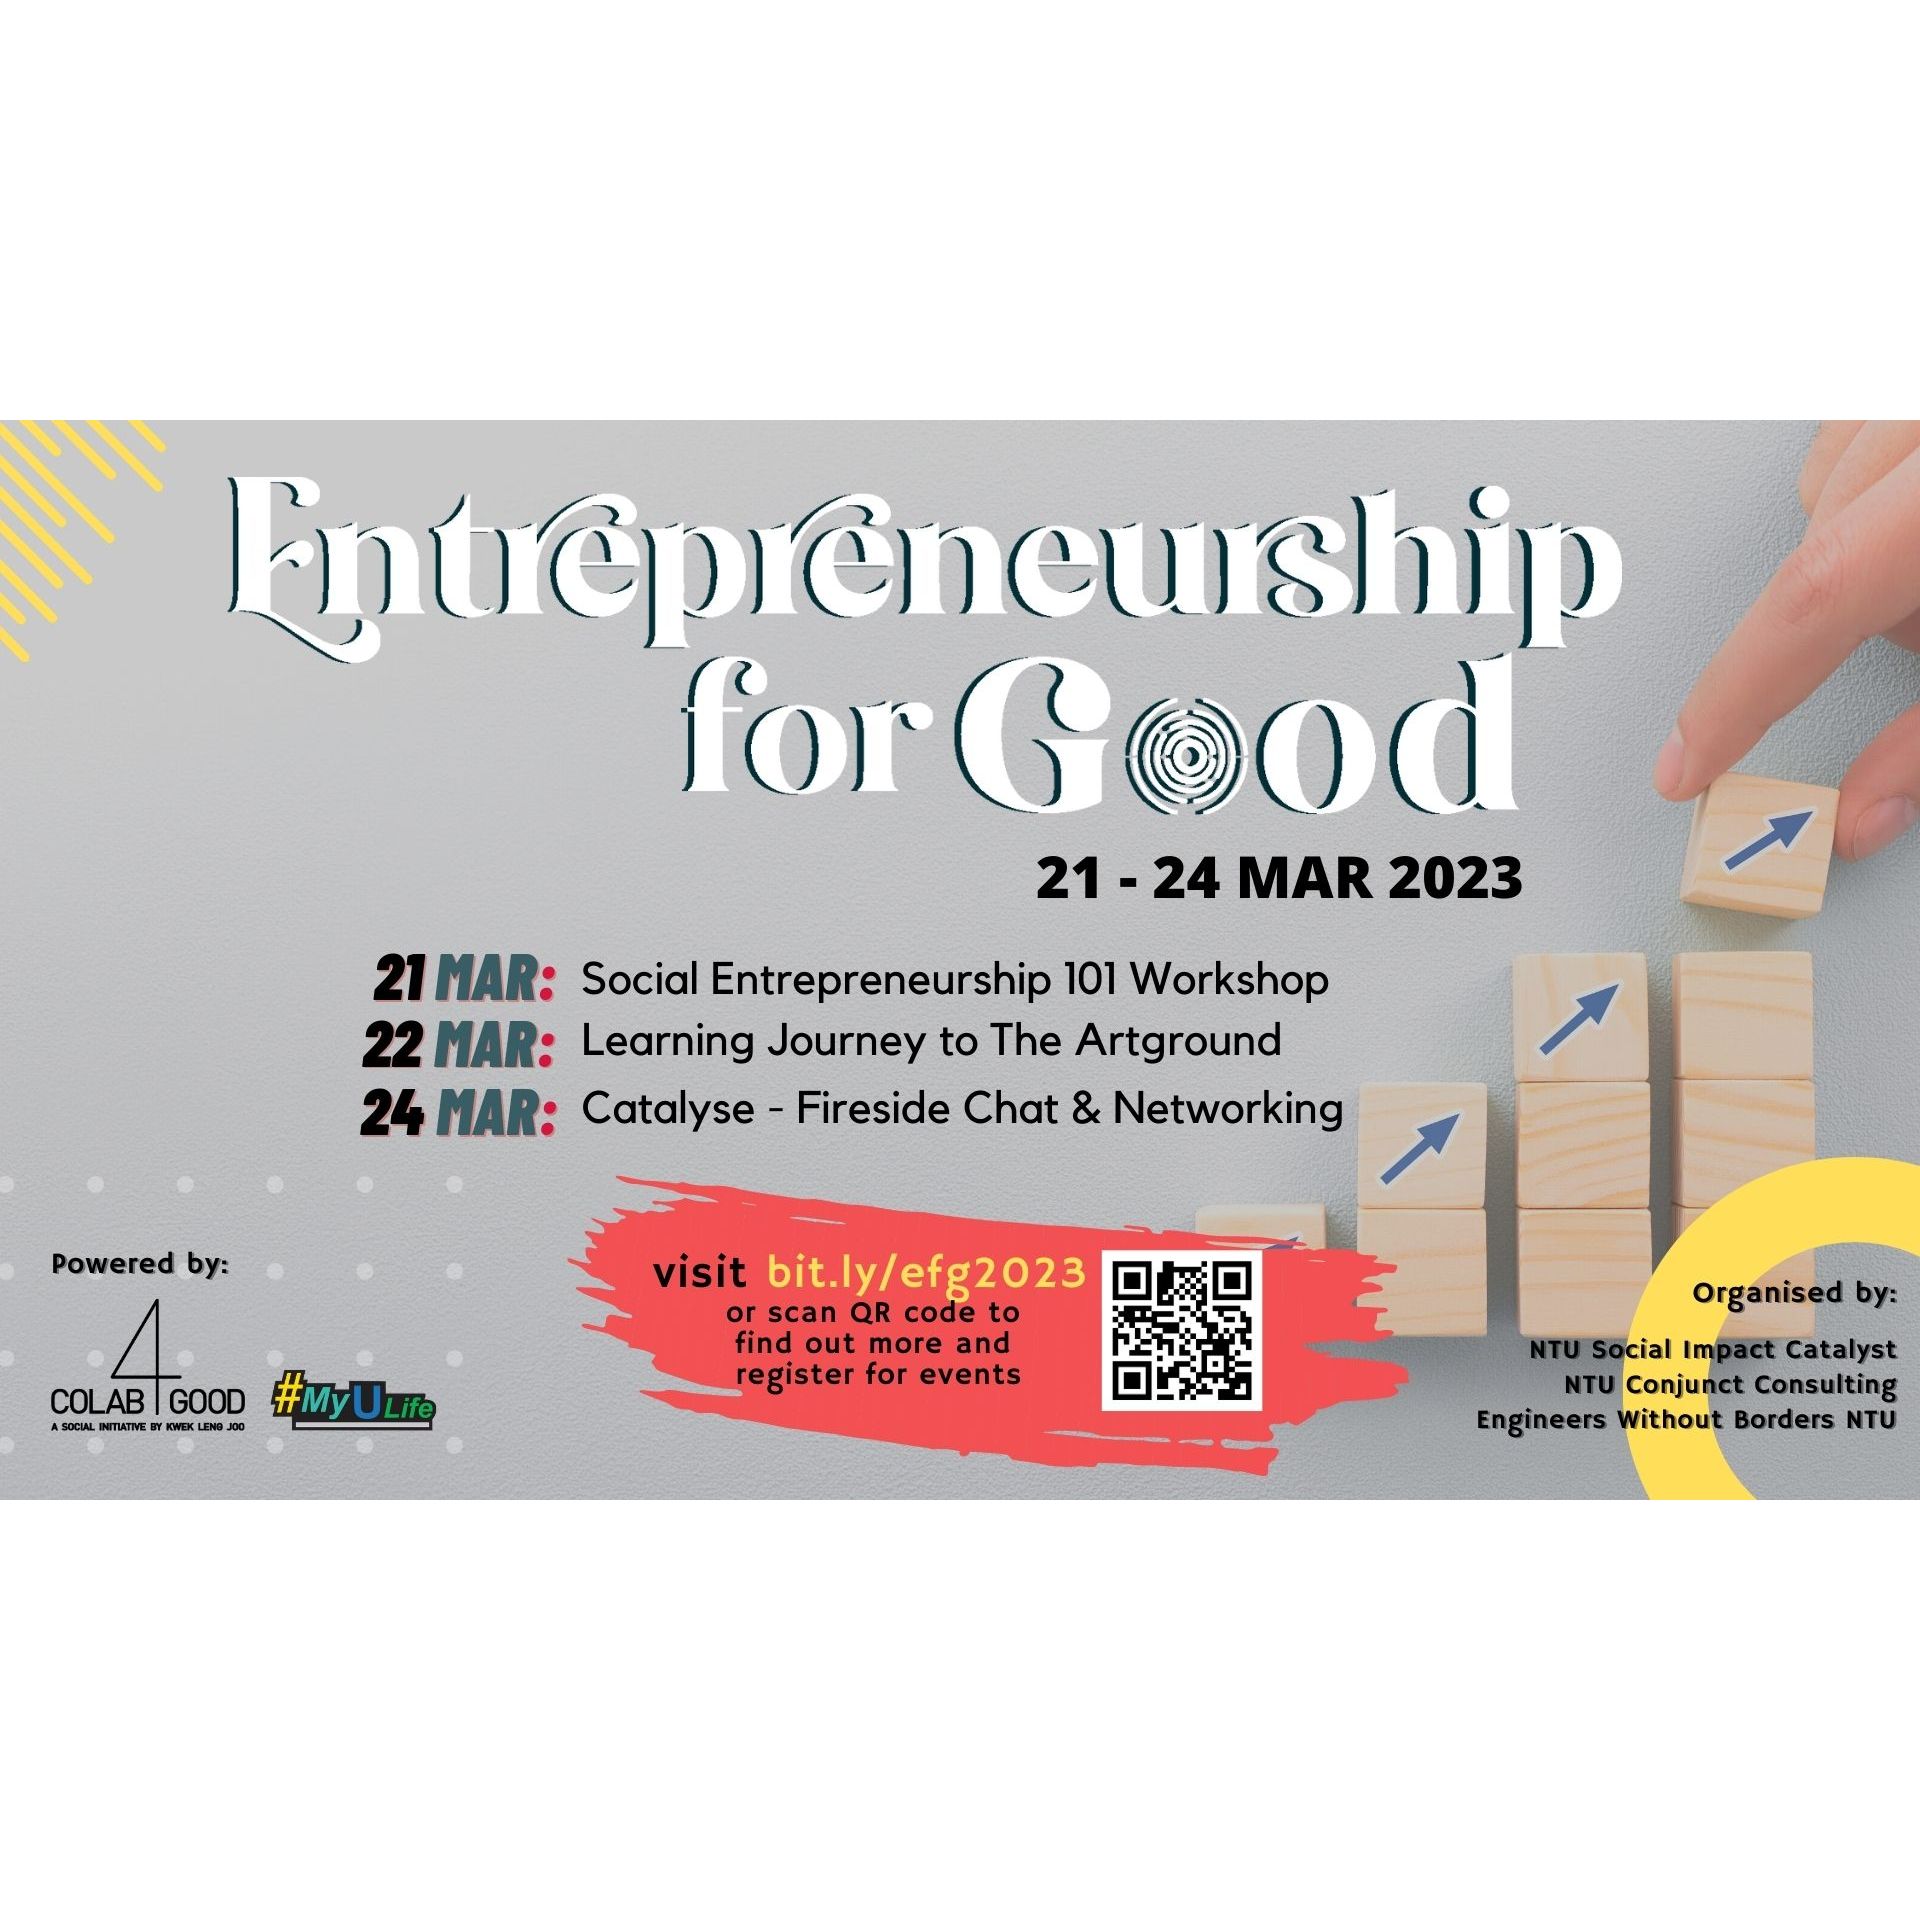 Entrepreneurship
for Good
21 - 24 MAR 2023
21 MAR: Social Entrepreneurship 101 Workshop
22 MAR: Learning Journey to The Artground
24 MAR: Catalyse - Fireside Chat & Networking
visit bit.ly/efg2023
or scan QR code to
find out more and
register for events
Powered by:
COLAB4GOOD
A SOCIAL INITIATIVE BY KWEK LENG JOO
#MyULife
Organised by:
NTU Social Impact Catalyst
NTU Conjunct Consulting
Engineers Without Borders NTU